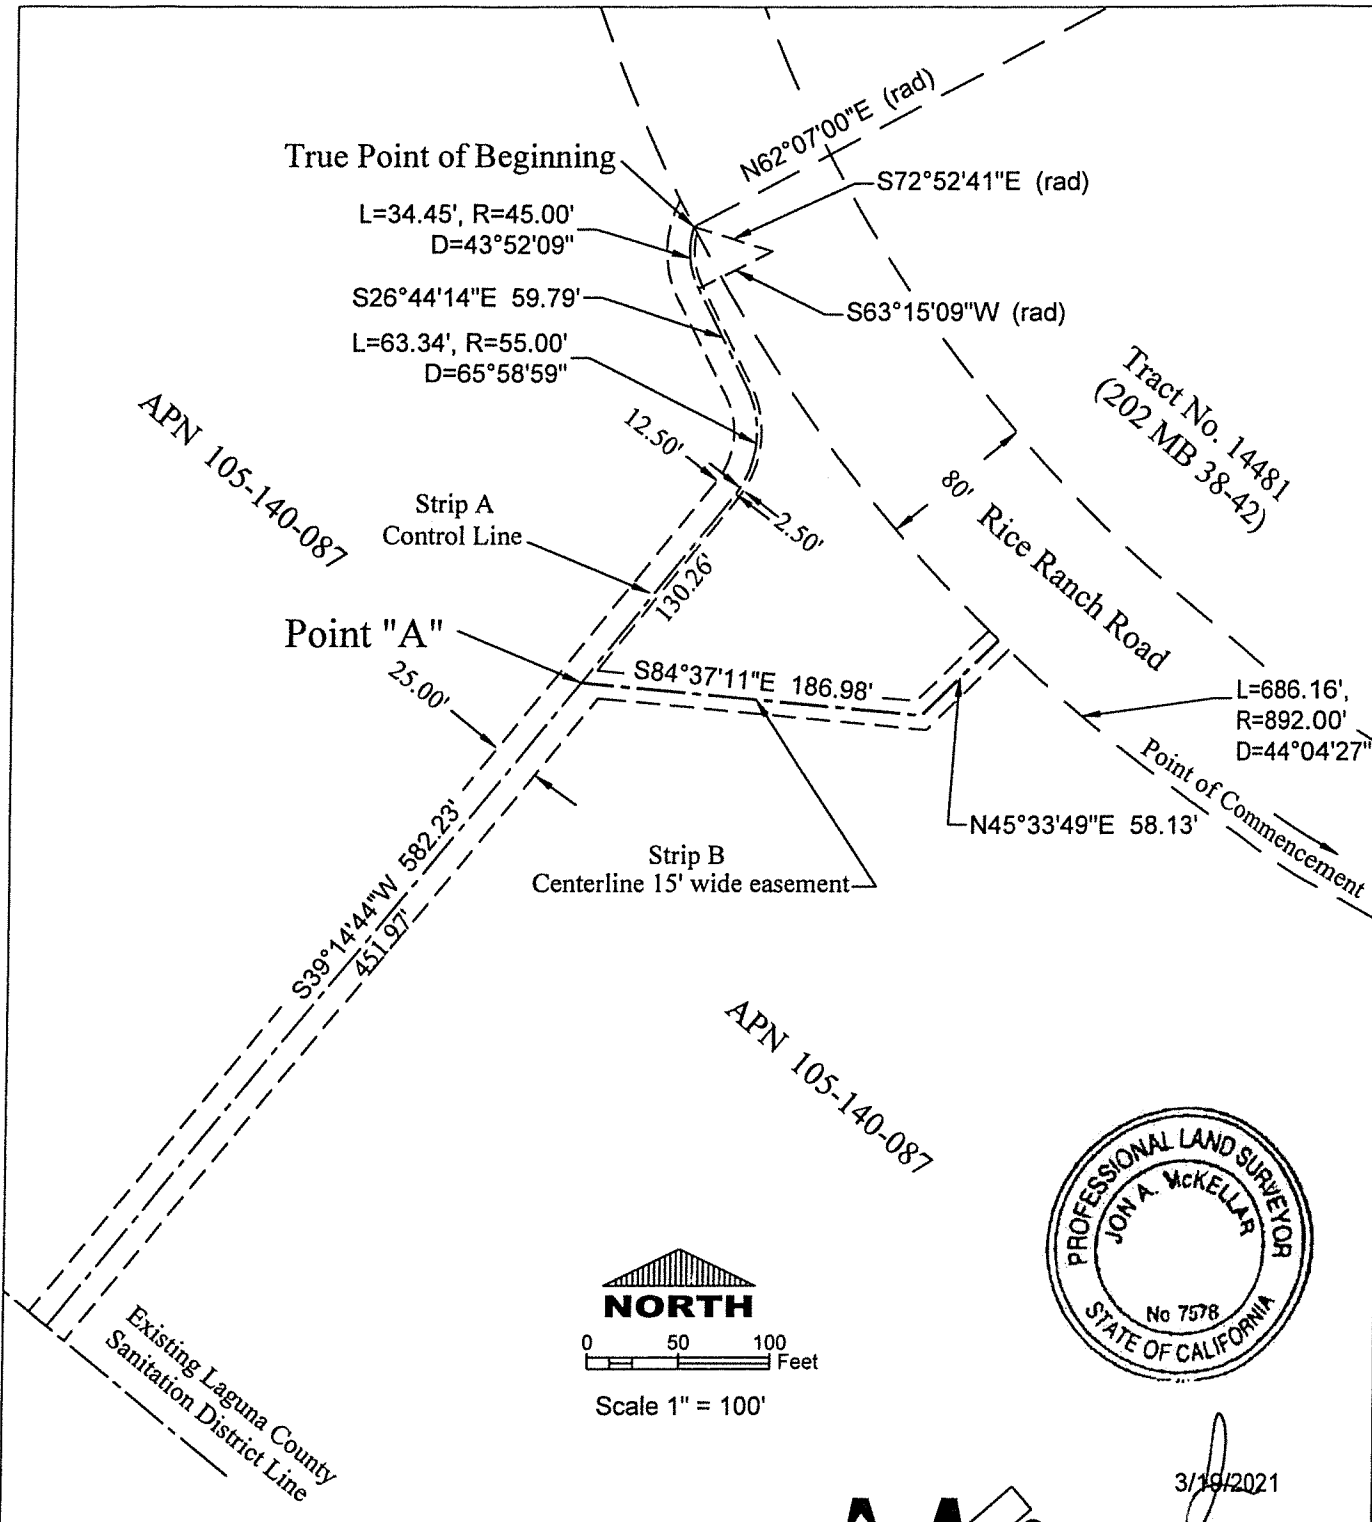 N62°07'00"E (rad)
True Point of Beginning
S72°52'41"E (rad)
L=34.45', R=45.00'
D=43°52'09"
S26°44'14"E 59.79'
S63°15'09"W (rad)
L=63.34', R=55.00'
D=65°58'59"
Tract No. 14481
(202 MB 38-42)
APN 105-140-087
12.50'
80'
Rice Ranch Road
Strip A
Control Line
2.50'
130.26'
Point "A"
25.00'
S84°37'11"E 186.98'
L=686.16',
R=892.00'
D=44°04'27"
Point of Commencement
N45°33'49"E 58.13'
S39°14'44"W 582.23'
451.97'
Strip B
Centerline 15' wide easement
APN 105-140-087
PROFESSIONAL LAND SURVEYOR
JON A. McKELLAR
No 7578
STATE OF CALIFORNIA
NORTH
0 50 100
Feet
Scale 1" = 100'
Existing Laguna County
Sanitation District Line
3/19/2021